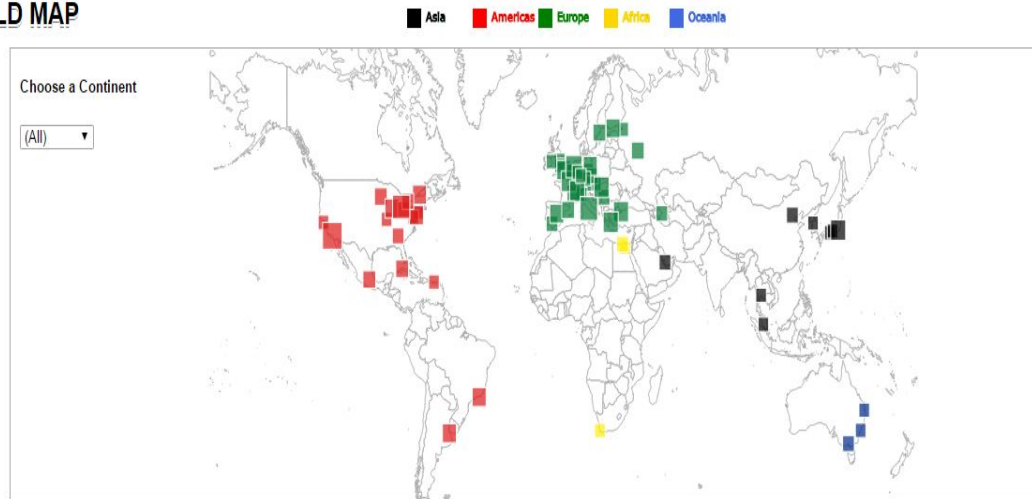 LD MAP
Asia Americas Europe Africa Oceania
Choose a Continent
(All)